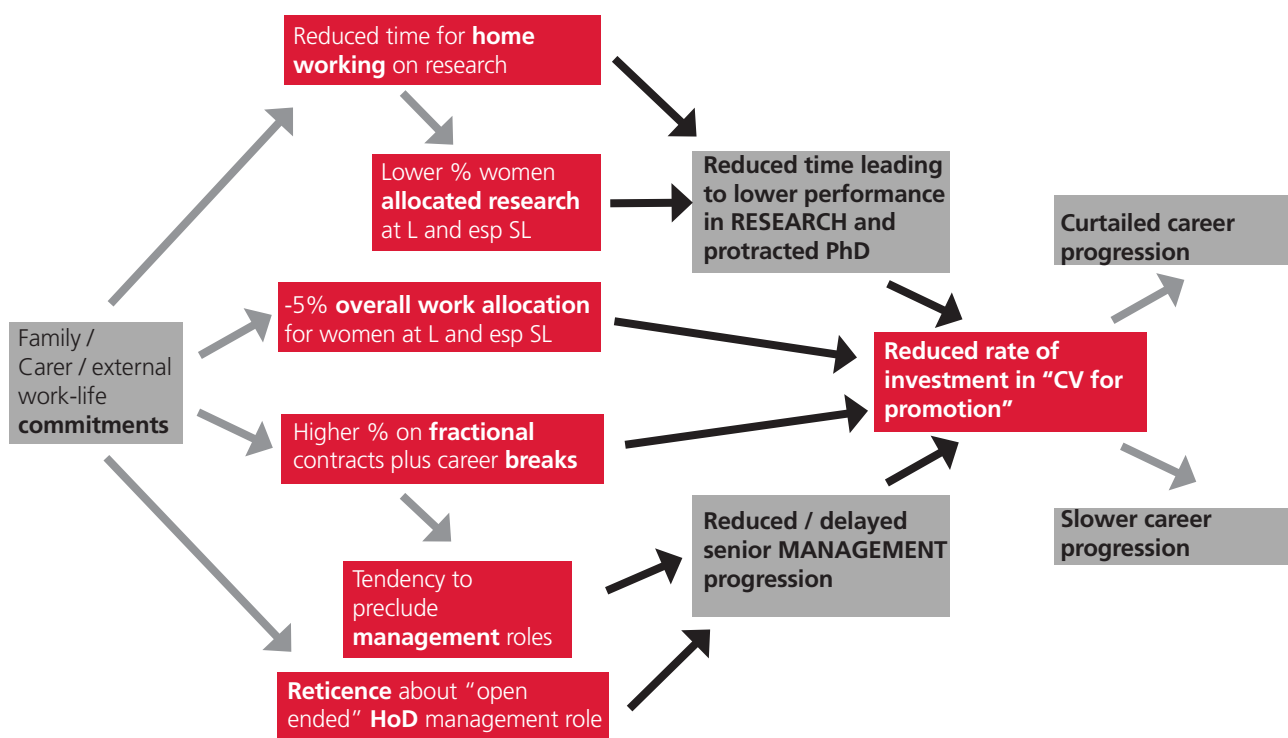 Reduced time for home
working on research
Lower % women
allocated research
at L and esp SL
Reduced time leading
to lower performance
in RESEARCH and
protracted PhD
Curtailed career
progression
-5% overall work allocation
for women at L and esp SL
Family /
Carer / external
work-life
commitments
Reduced rate of
investment in “CV for
promotion”
Higher % on fractional
contracts plus career breaks
Reduced / delayed
senior MANAGEMENT
progression
Slower career
progression
Tendency to
preclude
management roles
Reticence about “open
ended” HoD management role